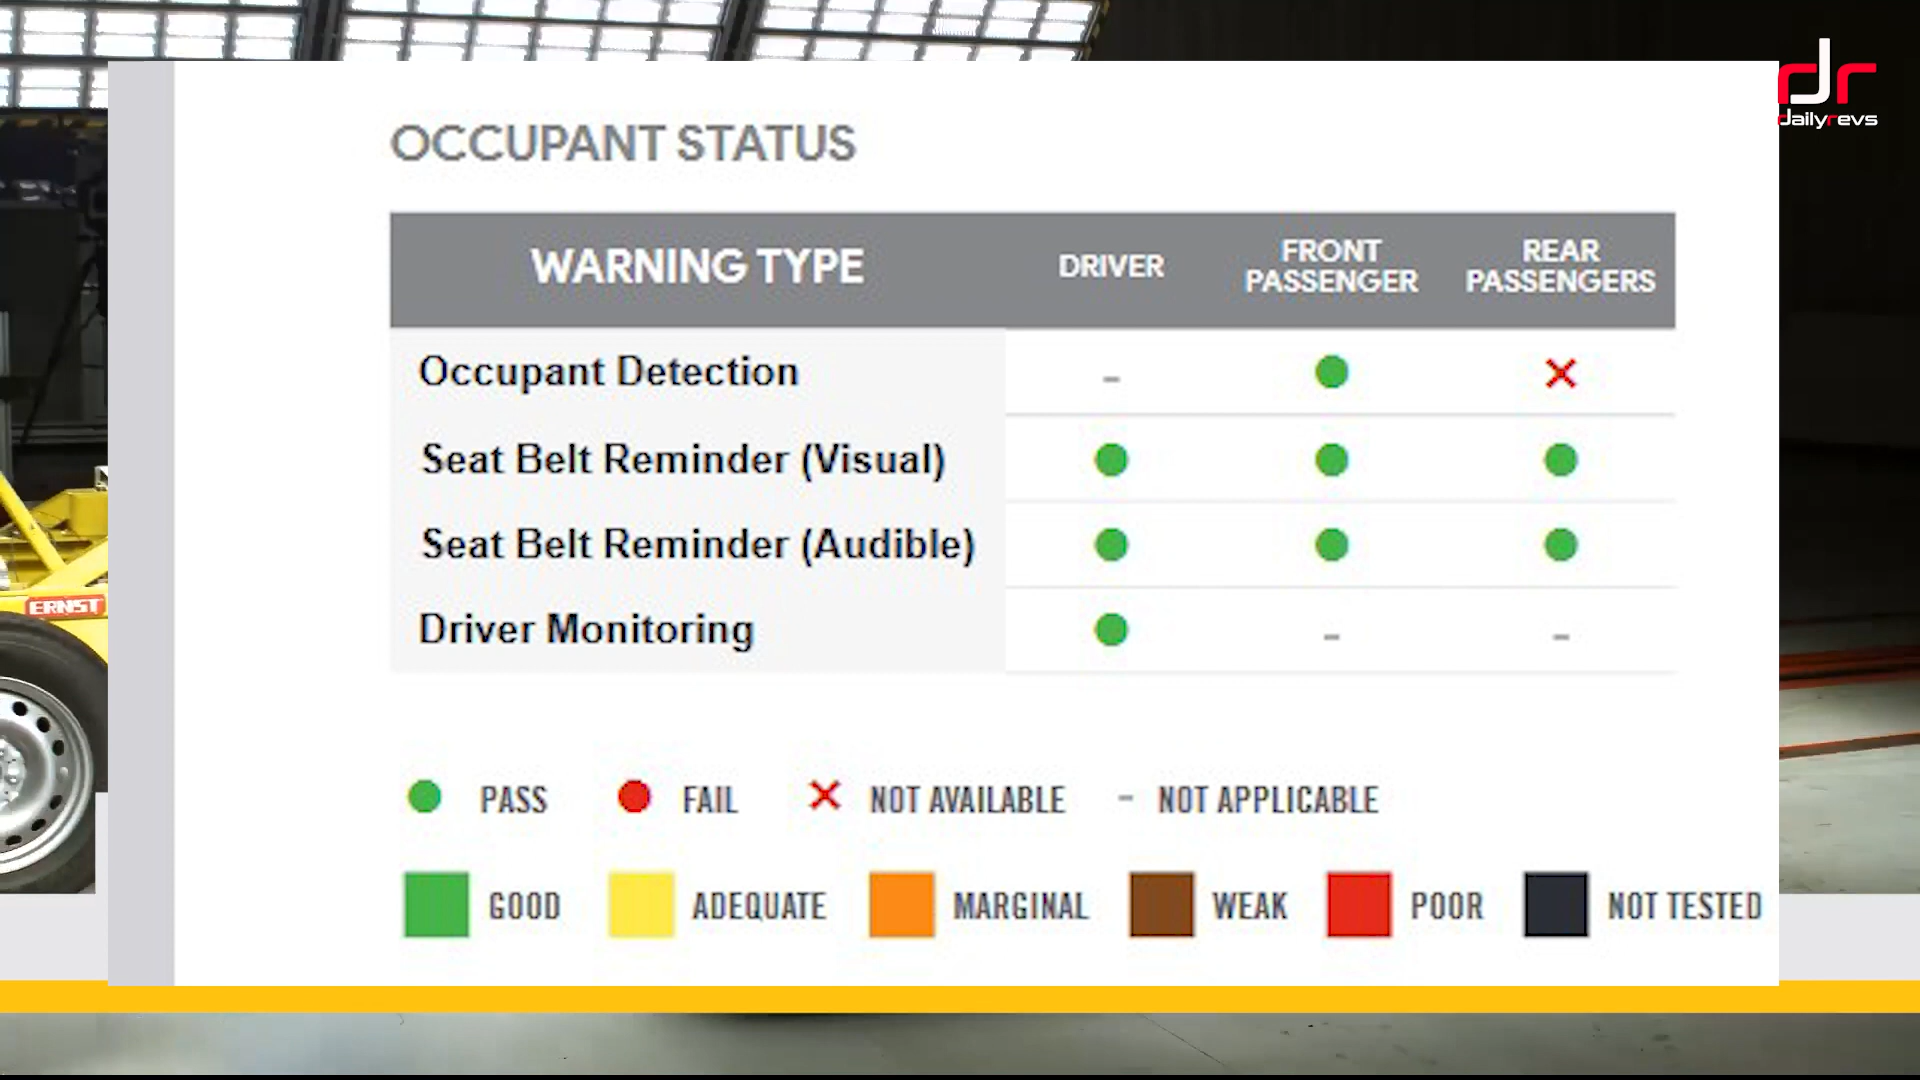 dr
dailyrevs
OCCUPANT STATUS
WARNING TYPE DRIVER FRONT PASSENGER REAR PASSENGERS
Occupant Detection - ✕
Seat Belt Reminder (Visual)
Seat Belt Reminder (Audible)
Driver Monitoring - -
ERNST
PASS FAIL ✕ NOT AVAILABLE - NOT APPLICABLE
GOOD ADEQUATE MARGINAL WEAK POOR NOT TESTED